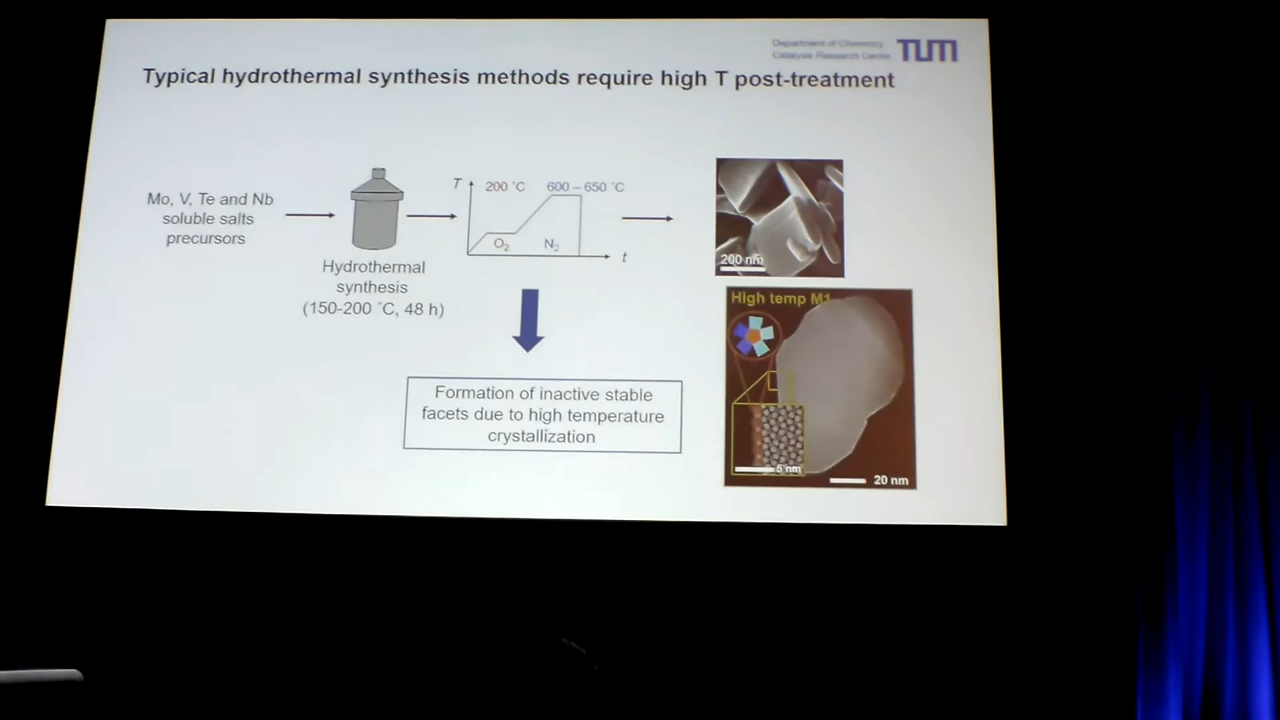 Department of Chemistry
Catalysis Research Center
TUM
Typical hydrothermal synthesis methods require high T post-treatment
Mo, V, Te and Nb
soluble salts
precursors
Hydrothermal
synthesis
(150-200 ˚C, 48 h)
T
200 ˚C
600 – 650 ˚C
O₂
N₂
t
Formation of inactive stable
facets due to high temperature
crystallization
200 nm
High temp M1
5 nm
20 nm